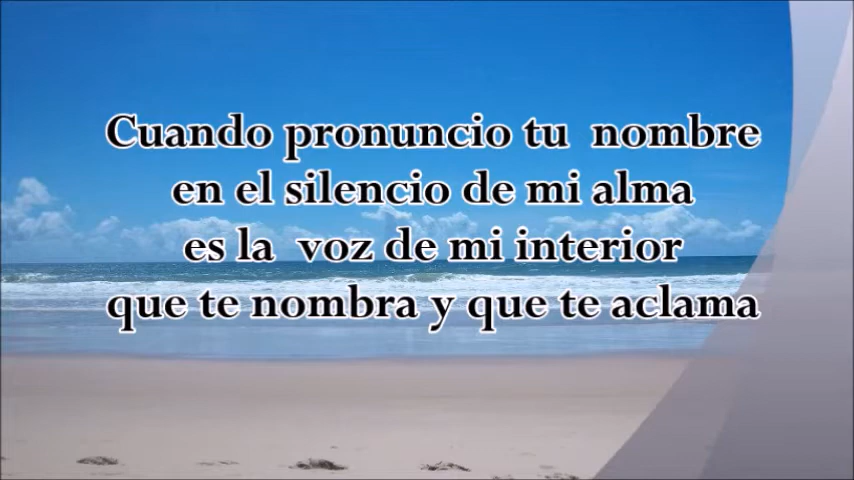 Cuando pronuncio tu nombre
en el silencio de mi alma
es la voz de mi interior
que te nombra y que te aclama